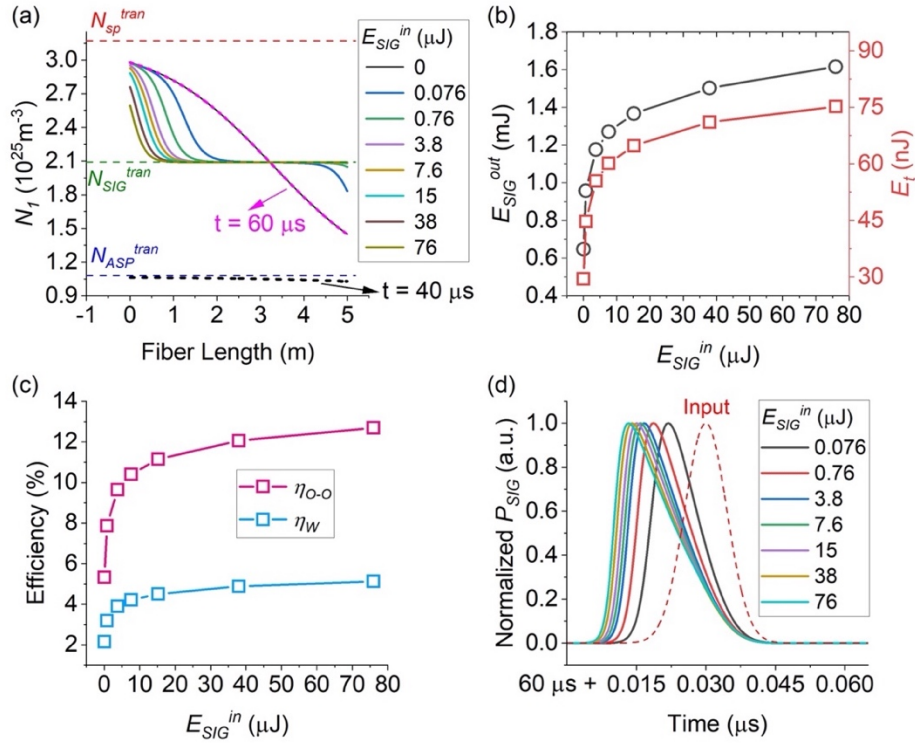 (a)
N_sp^tran
3.0
2.7
2.4
2.1
1.8
1.5
1.2
0.9
N_1 (10^25 m^-3)
N_SIG^tran
N_ASP^tran
E_SIG^in (μJ)
0
0.076
0.76
3.8
7.6
15
38
76
t = 60 μs
t = 40 μs
-1 0 1 2 3 4 5
Fiber Length (m)
(b)
1.8
1.6
1.4
1.2
1.0
0.8
0.6
0.4
E_SIG^out (mJ)
90
75
60
45
30
E_t (nJ)
0 10 20 30 40 50 60 70 80
E_SIG^in (μJ)
(c)
14
12
10
8
6
4
2
Efficiency (%)
η_O-O
η_W
0 10 20 30 40 50 60 70 80
E_SIG^in (μJ)
(d)
Input
E_SIG^in (μJ)
0.076
0.76
3.8
7.6
15
38
76
1.0
0.8
0.6
0.4
0.2
0.0
Normalized P_SIG (a.u.)
60 μs + 0.015 0.030 0.045 0.060
Time (μs)